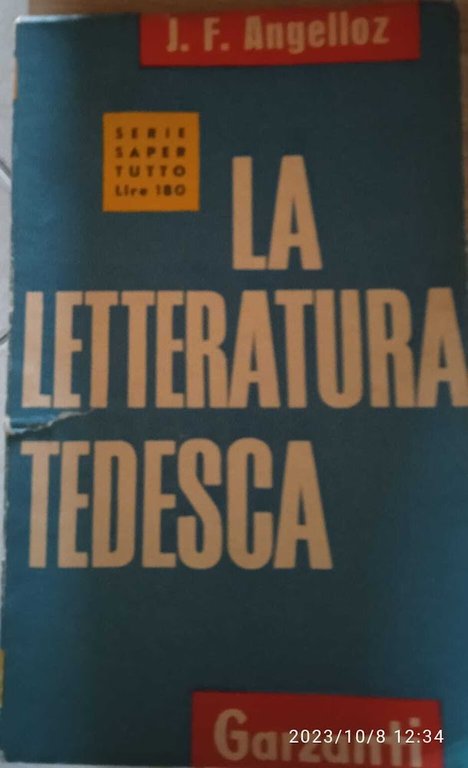 J. F. Angelloz
SERIE
SAPER
TUTTO
Lire 180
LA
LETTERATURA
TEDESCA
Garzanti
2023/10/8 12:34